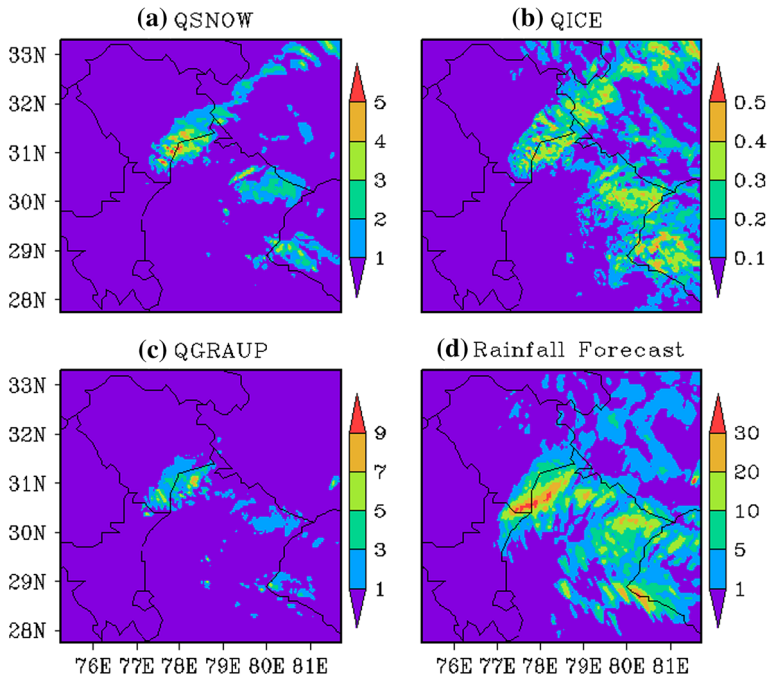 (a) QSNOW
33N
32N
31N
30N
29N
28N
5
4
3
2
1
(b) QICE
0.5
0.4
0.3
0.2
0.1
(c) QGRAUP
33N
32N
31N
30N
29N
28N
76E 77E 78E 79E 80E 81E
9
7
5
3
1
(d) Rainfall Forecast
76E 77E 78E 79E 80E 81E
30
20
10
5
1